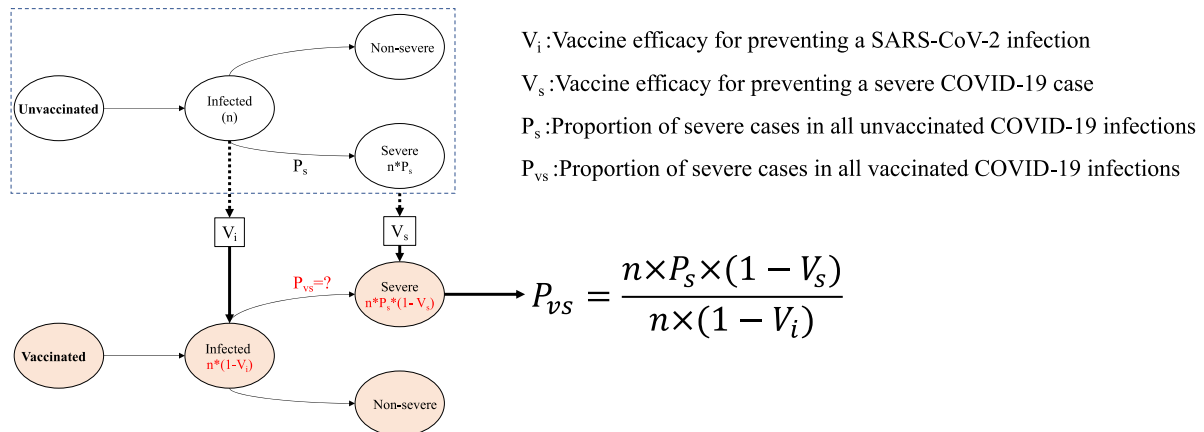 Non-severe
Unvaccinated
Infected
(n)
Severe
n*Pₛ
Pₛ
Vᵢ
Vₛ
Pᵥₛ=?
Severe
n*Pₛ*(1- Vₛ)
Vaccinated
Infected
n*(1-Vᵢ)
Non-severe
Vᵢ :Vaccine efficacy for preventing a SARS-CoV-2 infection
Vₛ :Vaccine efficacy for preventing a severe COVID-19 case
Pₛ :Proportion of severe cases in all unvaccinated COVID-19 infections
Pᵥₛ :Proportion of severe cases in all vaccinated COVID-19 infections
Pᵥₛ = n×Pₛ×(1 − Vₛ)
n×(1 − Vᵢ)